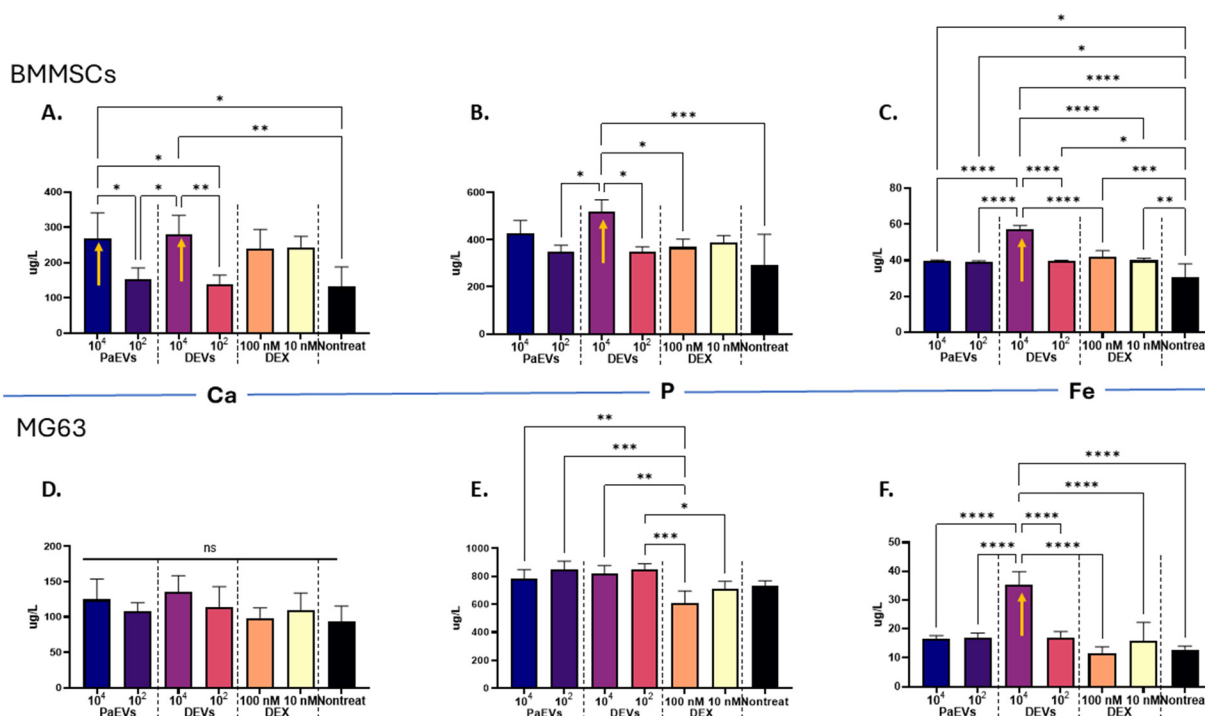 BMMSCs
A.
*
**
*
*
*
**
ug/L
400
300
200
100
0
10⁴
10²
10⁴
10²
100 nM
10 nM
Nontreat
PaEVs
DEVs
DEX
B.
***
*
*
*
ug/L
600
400
200
0
10⁴
10²
10⁴
10²
100 nM
10 nM
Nontreat
PaEVs
DEVs
DEX
C.
*
*
****
****
*
****
****
***
****
****
**
ug/L
80
60
40
20
0
10⁴
10²
10⁴
10²
100 nM
10 nM
Nontreat
PaEVs
DEVs
DEX
Ca
P
Fe
MG63
D.
ns
ug/L
200
150
100
50
0
10⁴
10²
10⁴
10²
100 nM
10 nM
Nontreat
PaEVs
DEVs
DEX
E.
**
***
**
*
***
ug/L
1000
800
600
400
200
0
10⁴
10²
10⁴
10²
100 nM
10 nM
Nontreat
PaEVs
DEVs
DEX
F.
****
****
****
****
****
****
ug/L
50
40
30
20
10
0
10⁴
10²
10⁴
10²
100 nM
10 nM
Nontreat
PaEVs
DEVs
DEX